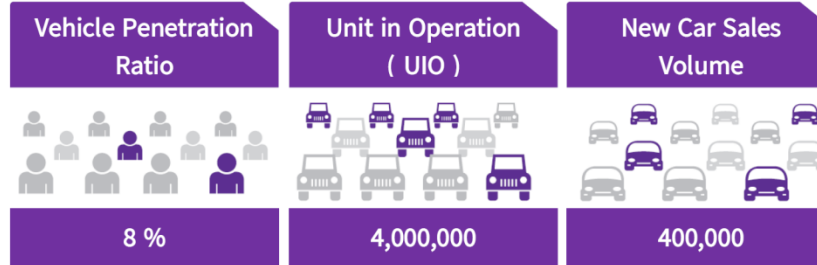 Vehicle Penetration
Ratio
8 %
Unit in Operation
( UIO )
4,000,000
New Car Sales
Volume
400,000